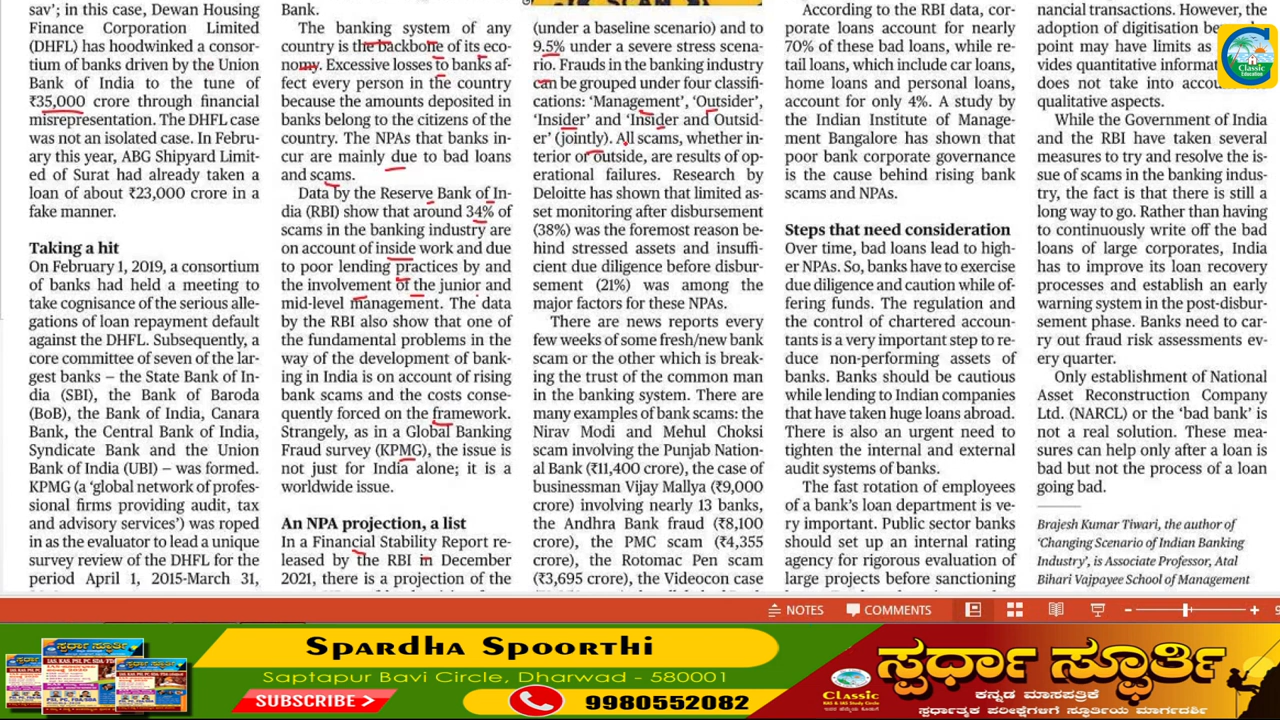 sav'; in this case, Dewan Housing
Finance Corporation Limited
(DHFL) has hoodwinked a consor-
tium of banks driven by the Union
Bank of India to the tune of
₹35,000 crore through financial
misrepresentation. The DHFL case
was not an isolated case. In Febru-
ary this year, ABG Shipyard Limit-
ed of Surat had already taken a
loan of about ₹23,000 crore in a
fake manner.
Taking a hit
On February 1, 2019, a consortium
of banks had held a meeting to
take cognisance of the serious alle-
gations of loan repayment default
against the DHFL. Subsequently, a
core committee of seven of the lar-
gest banks – the State Bank of In-
dia (SBI), the Bank of Baroda
(BoB), the Bank of India, Canara
Bank, the Central Bank of India,
Syndicate Bank and the Union
Bank of India (UBI) – was formed.
KPMG (a 'global network of profes-
sional firms providing audit, tax
and advisory services') was roped
in as the evaluator to lead a unique
survey review of the DHFL for the
period April 1, 2015-March 31,
Bank.
The banking system of any
country is the backbone of its eco-
nomy. Excessive losses to banks af-
fect every person in the country
because the amounts deposited in
banks belong to the citizens of the
country. The NPAs that banks in-
cur are mainly due to bad loans
and scams.
Data by the Reserve Bank of In-
dia (RBI) show that around 34% of
scams in the banking industry are
on account of inside work and due
to poor lending practices by and
the involvement of the junior and
mid-level management. The data
by the RBI also show that one of
the fundamental problems in the
way of the development of bank-
ing in India is on account of rising
bank scams and the costs conse-
quently forced on the framework.
Strangely, as in a Global Banking
Fraud survey (KPMG), the issue is
not just for India alone; it is a
worldwide issue.
An NPA projection, a list
In a Financial Stability Report re-
leased by the RBI in December
2021, there is a projection of the
(under a baseline scenario) and to
9.5% under a severe stress scena-
rio. Frauds in the banking industry
can be grouped under four classifi-
cations: 'Management', 'Outsider',
'Insider' and 'Insider and Outsid-
er' (jointly). All scams, whether in-
terior or outside, are results of op-
erational failures. Research by
Deloitte has shown that limited as-
set monitoring after disbursement
(38%) was the foremost reason be-
hind stressed assets and insuffi-
cient due diligence before disbur-
sement (21%) was among the
major factors for these NPAs.
There are news reports every
few weeks of some fresh/new bank
scam or the other which is break-
ing the trust of the common man
in the banking system. There are
many examples of bank scams: the
Nirav Modi and Mehul Choksi
scam involving the Punjab Nation-
al Bank (₹11,400 crore), the case of
businessman Vijay Mallya (₹9,000
crore) involving nearly 13 banks,
the Andhra Bank fraud (₹8,100
crore), the PMC scam (₹4,355
crore), the Rotomac Pen scam
(₹3,695 crore), the Videocon case
According to the RBI data, cor-
porate loans account for nearly
70% of these bad loans, while re-
tail loans, which include car loans,
home loans and personal loans,
account for only 4%. A study by
the Indian Institute of Manage-
ment Bangalore has shown that
poor bank corporate governance
is the cause behind rising bank
scams and NPAs.
Steps that need consideration
Over time, bad loans lead to high-
er NPAs. So, banks have to exercise
due diligence and caution while of-
fering funds. The regulation and
the control of chartered accoun-
tants is a very important step to re-
duce non-performing assets of
banks. Banks should be cautious
while lending to Indian companies
that have taken huge loans abroad.
There is also an urgent need to
tighten the internal and external
audit systems of banks.
The fast rotation of employees
of a bank's loan department is ve-
ry important. Public sector banks
should set up an internal rating
agency for rigorous evaluation of
large projects before sanctioning
nancial transactions. However, the
adoption of digitisation
point may have limits as
vides quantitative
does not take into
qualitative aspects.
While the Government of India
and the RBI have taken several
measures to try and resolve the is-
sue of scams in the banking indus-
try, the fact is that there is still a
long way to go. Rather than having
to continuously write off the bad
loans of large corporates, India
has to improve its loan recovery
processes and establish an early
warning system in the post-disbur-
sement phase. Banks need to car-
ry out fraud risk assessments ev-
ery quarter.
Only establishment of National
Asset Reconstruction Company
Ltd. (NARCL) or the 'bad bank' is
not a real solution. These mea-
sures can help only after a loan is
bad but not the process of a loan
going bad.
Brajesh Kumar Tiwari, the author of
'Changing Scenario of Indian Banking
Industry', is Associate Professor, Atal
Bihari Vajpayee School of Management
Classic
Education
NOTES
COMMENTS
Spardha Spoorthi
Saptapur Bavi Circle, Dharwad - 580001
SUBSCRIBE
9980552082
ಸ್ಪರ್ಧಾ ಸ್ಫೂರ್ತಿ
ಸ್ಪರ್ಧಾ ಸ್ಫೂರ್ತಿ
ಕನ್ನಡ ಮಾಸಪತ್ರಿಕೆ
ಸ್ಪರ್ಧಾತ್ಮಕ ಪರೀಕ್ಷೆಗಳಿಗೆ ಸ್ಫೂರ್ತಿಯ ಮಾರ್ಗದರ್ಶಿ
Classic
IAS & KAS Study Circle